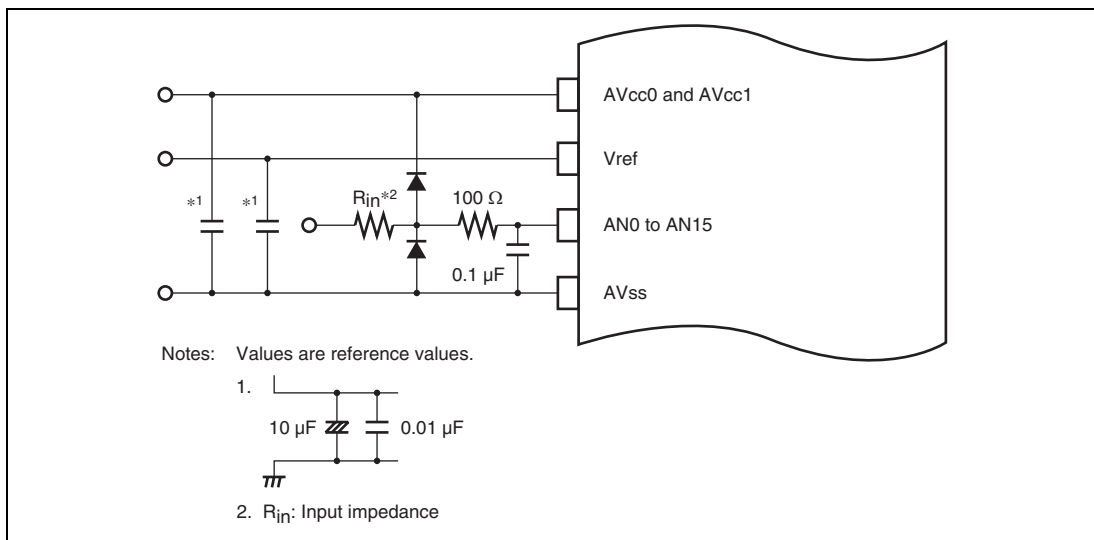 AVcc0 and AVcc1
Vref
*1
*1
Rin*2
100 Ω
AN0 to AN15
0.1 µF
AVss
Notes: Values are reference values.
1.
10 µF
0.01 µF
2. Rin: Input impedance